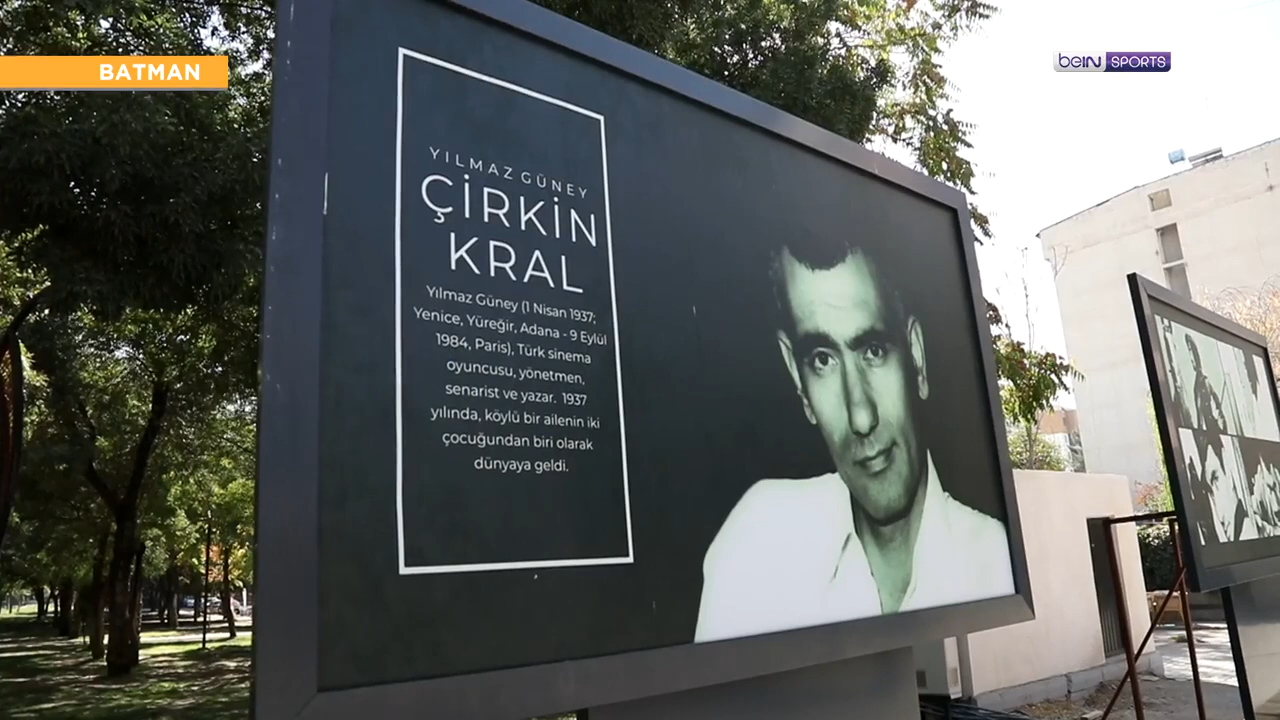 BATMAN
beIN SPORTS
YILMAZ GÜNEY
ÇİRKİN
KRAL
Yılmaz Güney (1 Nisan 1937;
Yenice, Yüreğir, Adana - 9 Eylül
1984, Paris), Türk sinema
oyuncusu, yönetmen,
senarist ve yazar. 1937
yılında, köylü bir ailenin iki
çocuğundan biri olarak
dünyaya geldi.